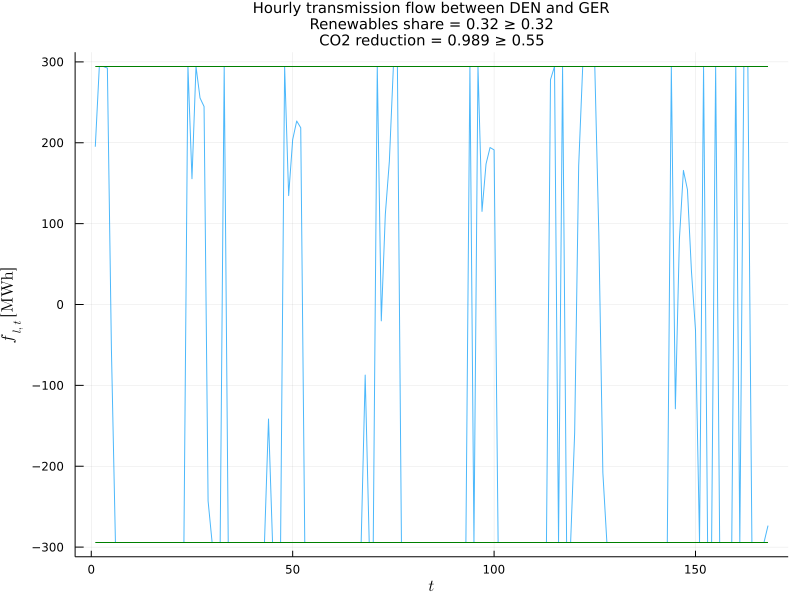 Hourly transmission flow between DEN and GER
Renewables share = 0.32 ≥ 0.32
CO2 reduction = 0.989 ≥ 0.55
300
200
100
0
−100
−200
−300
f_{l,t} [MWh]
0
50
100
150
t